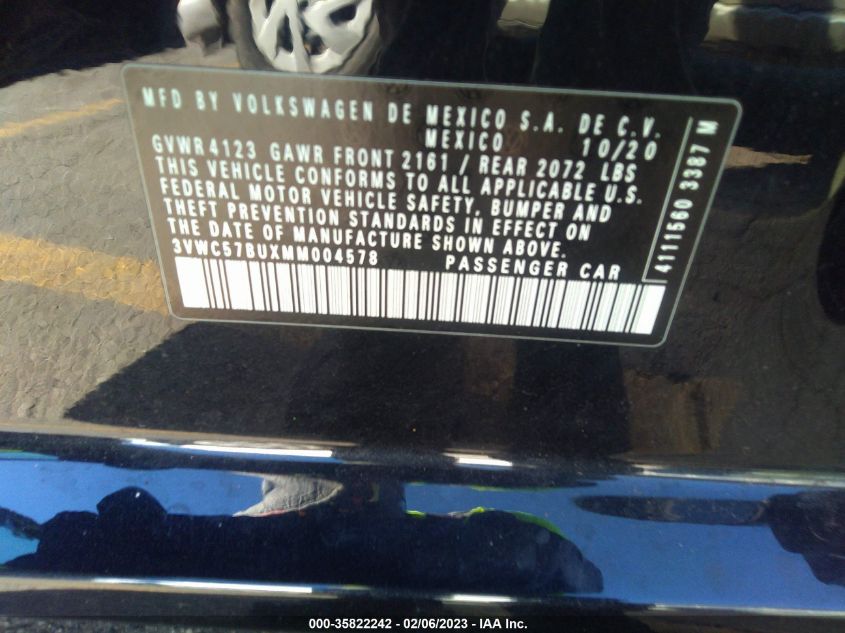 MFD BY VOLKSWAGEN DE MEXICO S.A. DE C.V.
MEXICO 10/20
GVWR 4123 GAWR FRONT 2161 / REAR 2072 LBS
THIS VEHICLE CONFORMS TO ALL APPLICABLE U.S.
FEDERAL MOTOR VEHICLE SAFETY, BUMPER AND
THEFT PREVENTION STANDARDS IN EFFECT ON
THE DATE OF MANUFACTURE SHOWN ABOVE.
3VWC57BUXMM004578 PASSENGER CAR
4111560 3387 M
000-35822242 - 02/06/2023 - IAA Inc.